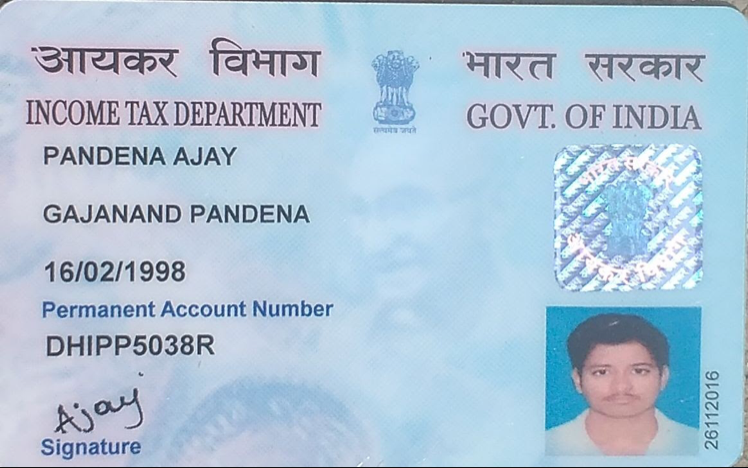 आयकर विभाग
भारत सरकार
INCOME TAX DEPARTMENT
GOVT. OF INDIA
सत्यमेव जयते
PANDENA AJAY
GAJANAND PANDENA
16/02/1998
Permanent Account Number
DHIPP5038R
Ajay
Signature
26112016